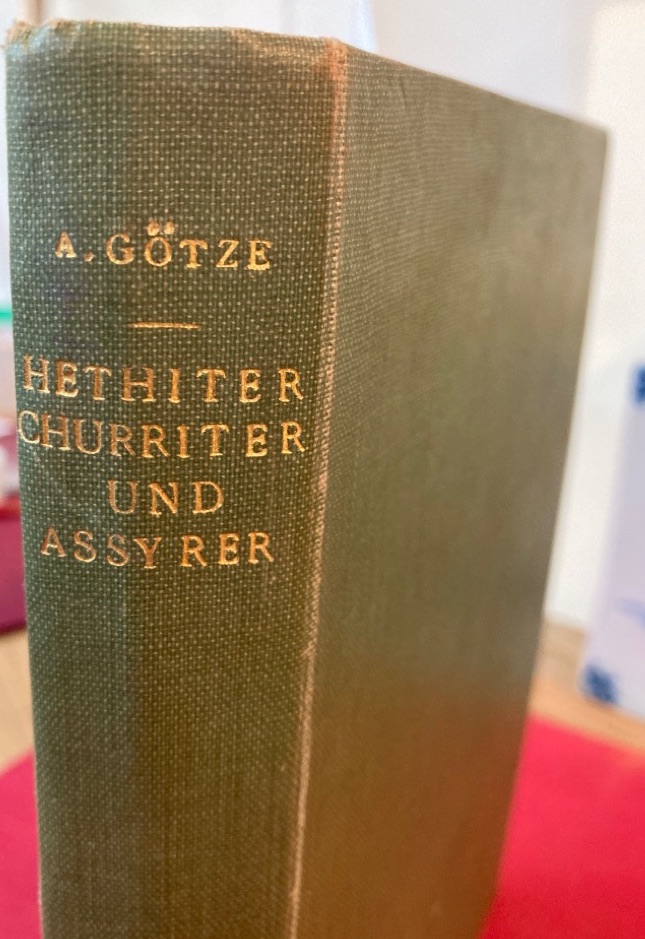 A. GÖTZE
HETHITER
CHURRITER
UND
ASSYRER